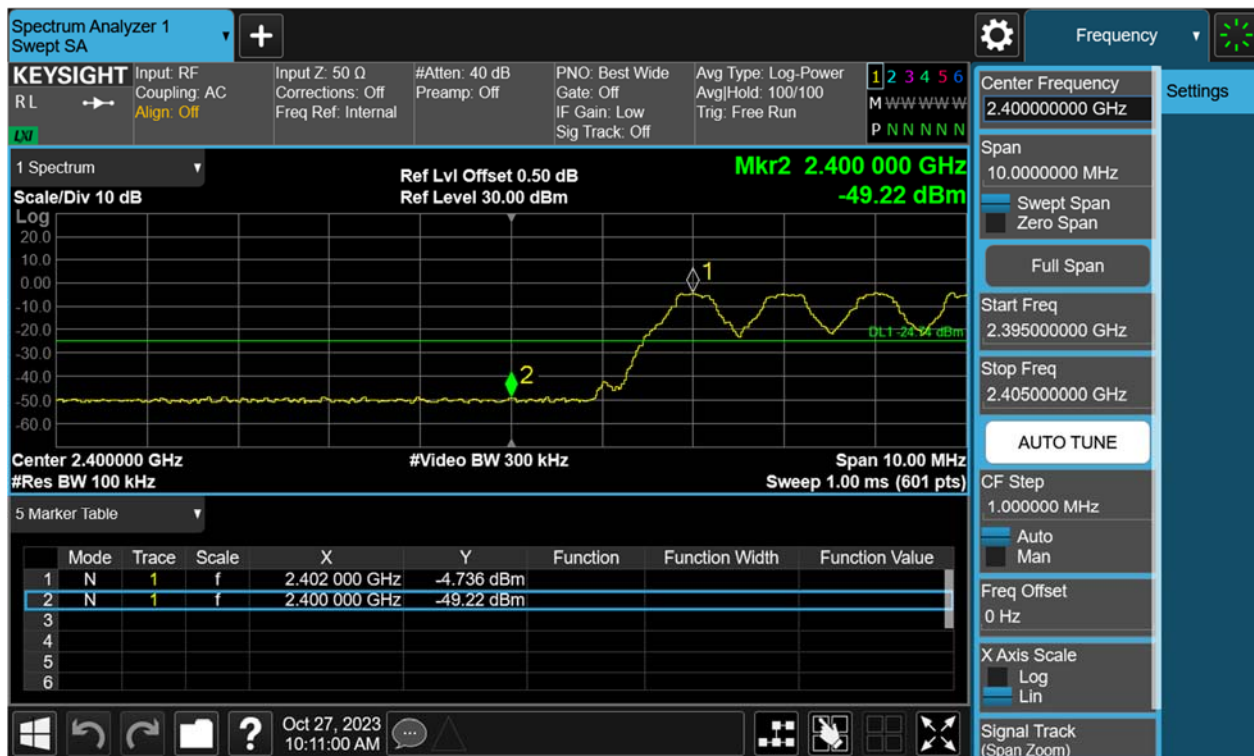 Spectrum Analyzer 1
Swept SA
+
Frequency
KEYSIGHT
R L
LXI
Input: RF
Coupling: AC
Align: Off
Input Z: 50 Ω
Corrections: Off
Freq Ref: Internal
#Atten: 40 dB
Preamp: Off
PNO: Best Wide
Gate: Off
IF Gain: Low
Sig Track: Off
Avg Type: Log-Power
Avg|Hold: 100/100
Trig: Free Run
1 2 3 4 5 6
M W W W W W
P N N N N N
1 Spectrum
Scale/Div 10 dB
Ref Lvl Offset 0.50 dB
Ref Level 30.00 dBm
Mkr2 2.400 000 GHz
-49.22 dBm
Log
20.0
10.0
0.00
-10.0
-20.0
-30.0
-40.0
-50.0
-60.0
1
2
Center 2.400000 GHz
#Res BW 100 kHz
#Video BW 300 kHz
Span 10.00 MHz
Sweep 1.00 ms (601 pts)
5 Marker Table
Mode Trace Scale X Y Function Function Width Function Value
1 N 1 f 2.402 000 GHz -4.736 dBm
2 N 1 f 2.400 000 GHz -49.22 dBm
3
4
5
6
?
Oct 27, 2023
10:11:00 AM
Center Frequency
2.400000000 GHz
Span
10.0000000 MHz
Swept Span
Zero Span
Full Span
Start Freq
2.395000000 GHz
Stop Freq
2.405000000 GHz
AUTO TUNE
CF Step
1.000000 MHz
Auto
Man
Freq Offset
0 Hz
X Axis Scale
Log
Lin
Signal Track
(Span Zoom)
Settings